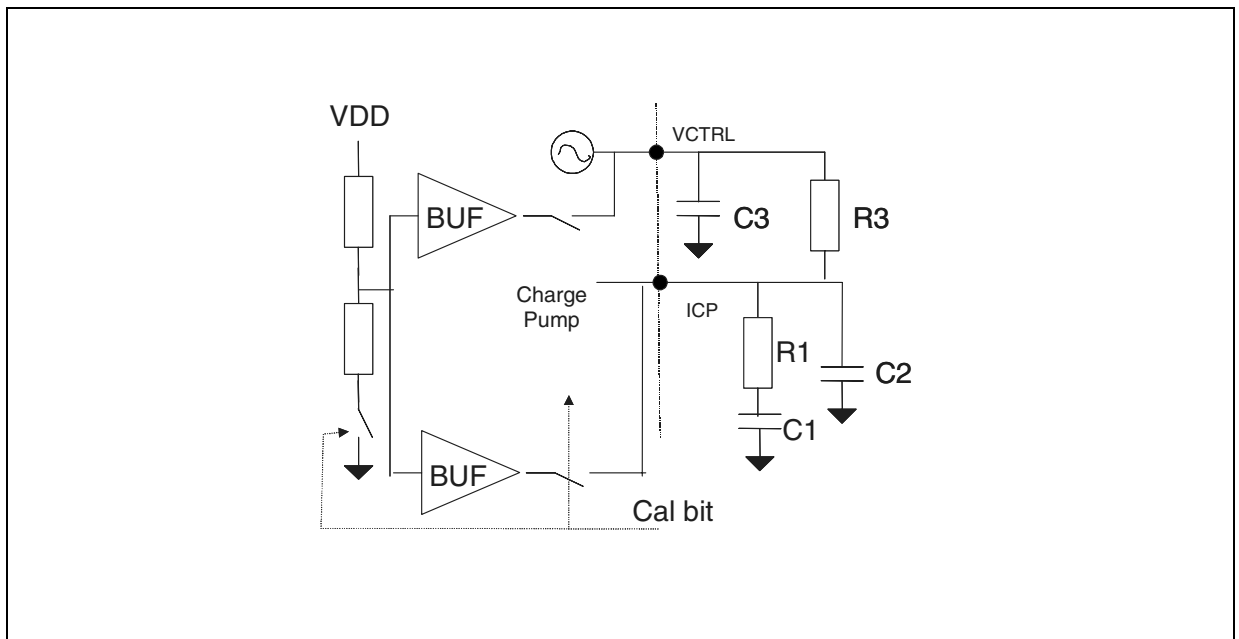 VDD
VCTRL
BUF
C3
R3
Charge
Pump
ICP
R1
C2
C1
BUF
Cal bit